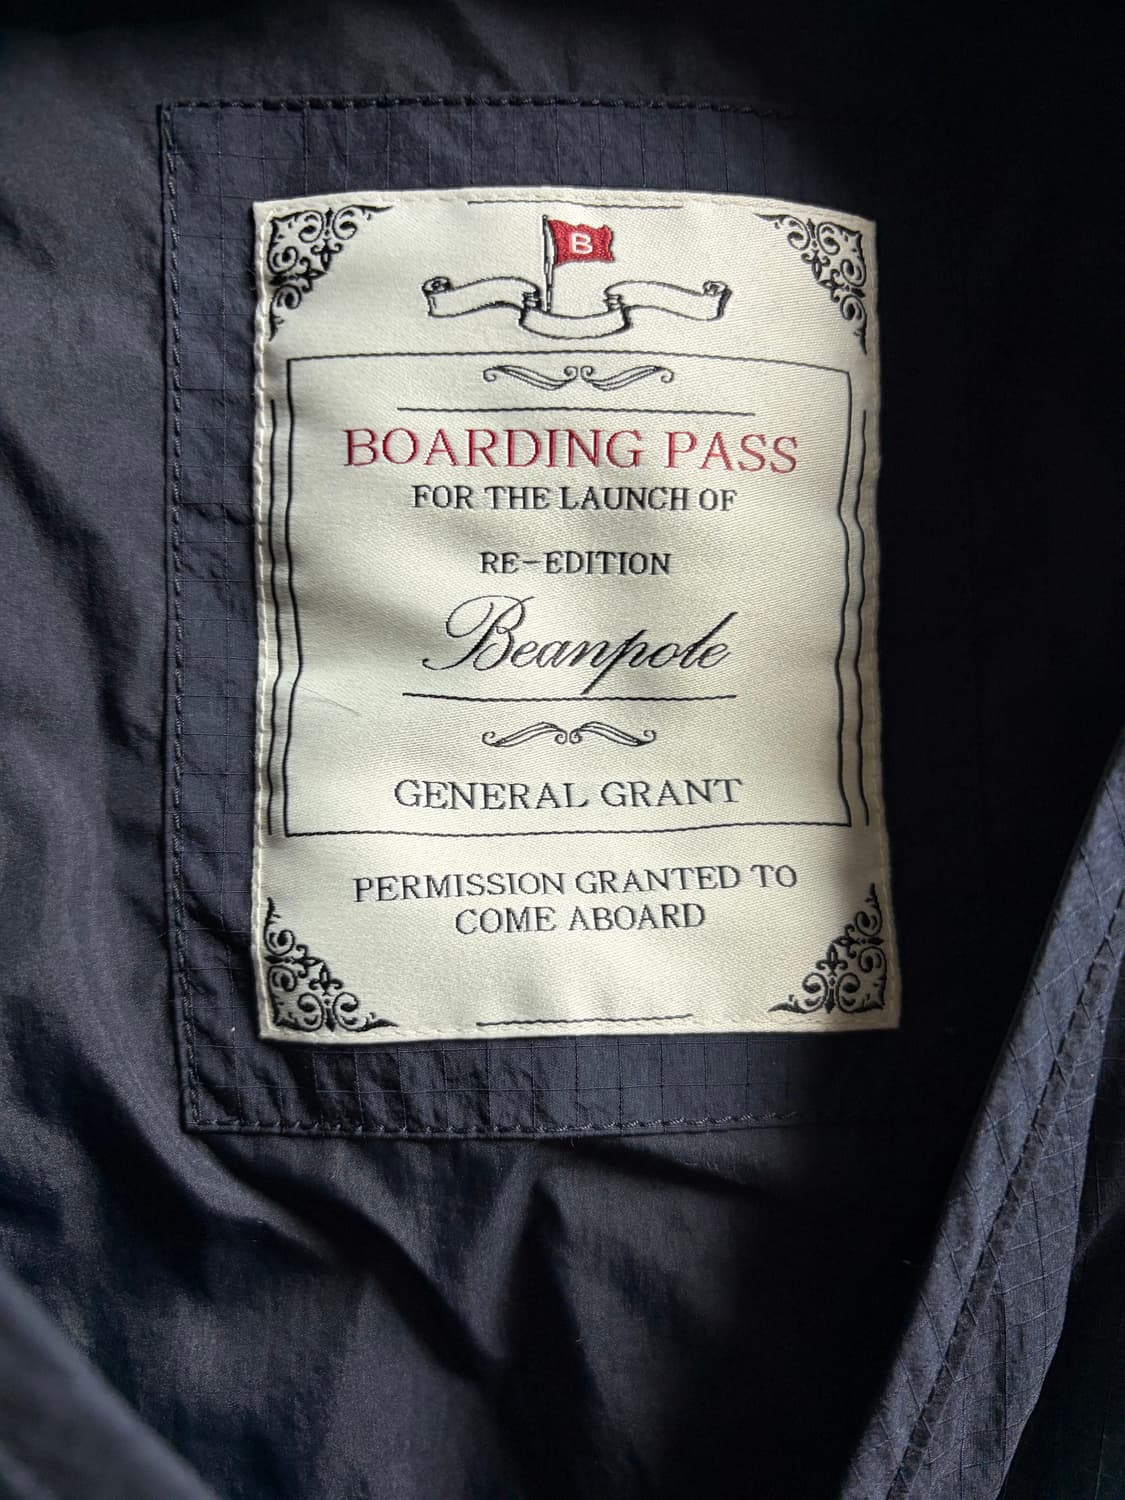 B
BOARDING PASS
FOR THE LAUNCH OF
RE-EDITION
Beanpole
GENERAL GRANT
PERMISSION GRANTED TO
COME ABOARD